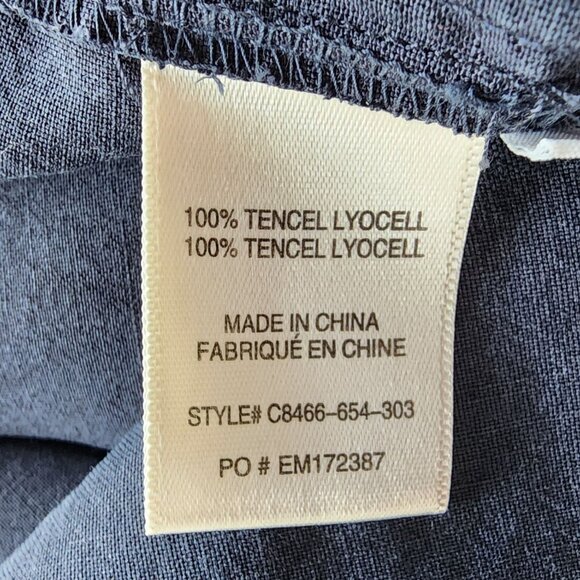 100% TENCEL LYOCELL
100% TENCEL LYOCELL
MADE IN CHINA
FABRIQUÉ EN CHINE
STYLE# C8466-654-303
PO # EM172387